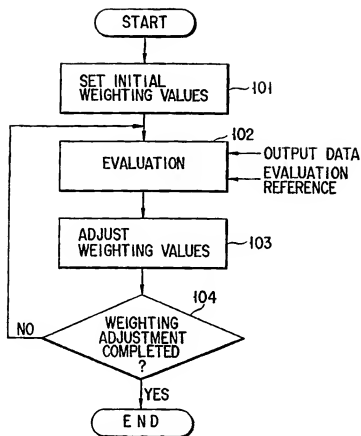 START
SET INITIAL
WEIGHTING VALUES
101
102
EVALUATION
OUTPUT DATA
EVALUATION
REFERENCE
ADJUST
WEIGHTING VALUES
103
104
NO
WEIGHTING
ADJUSTMENT
COMPLETED
?
YES
END